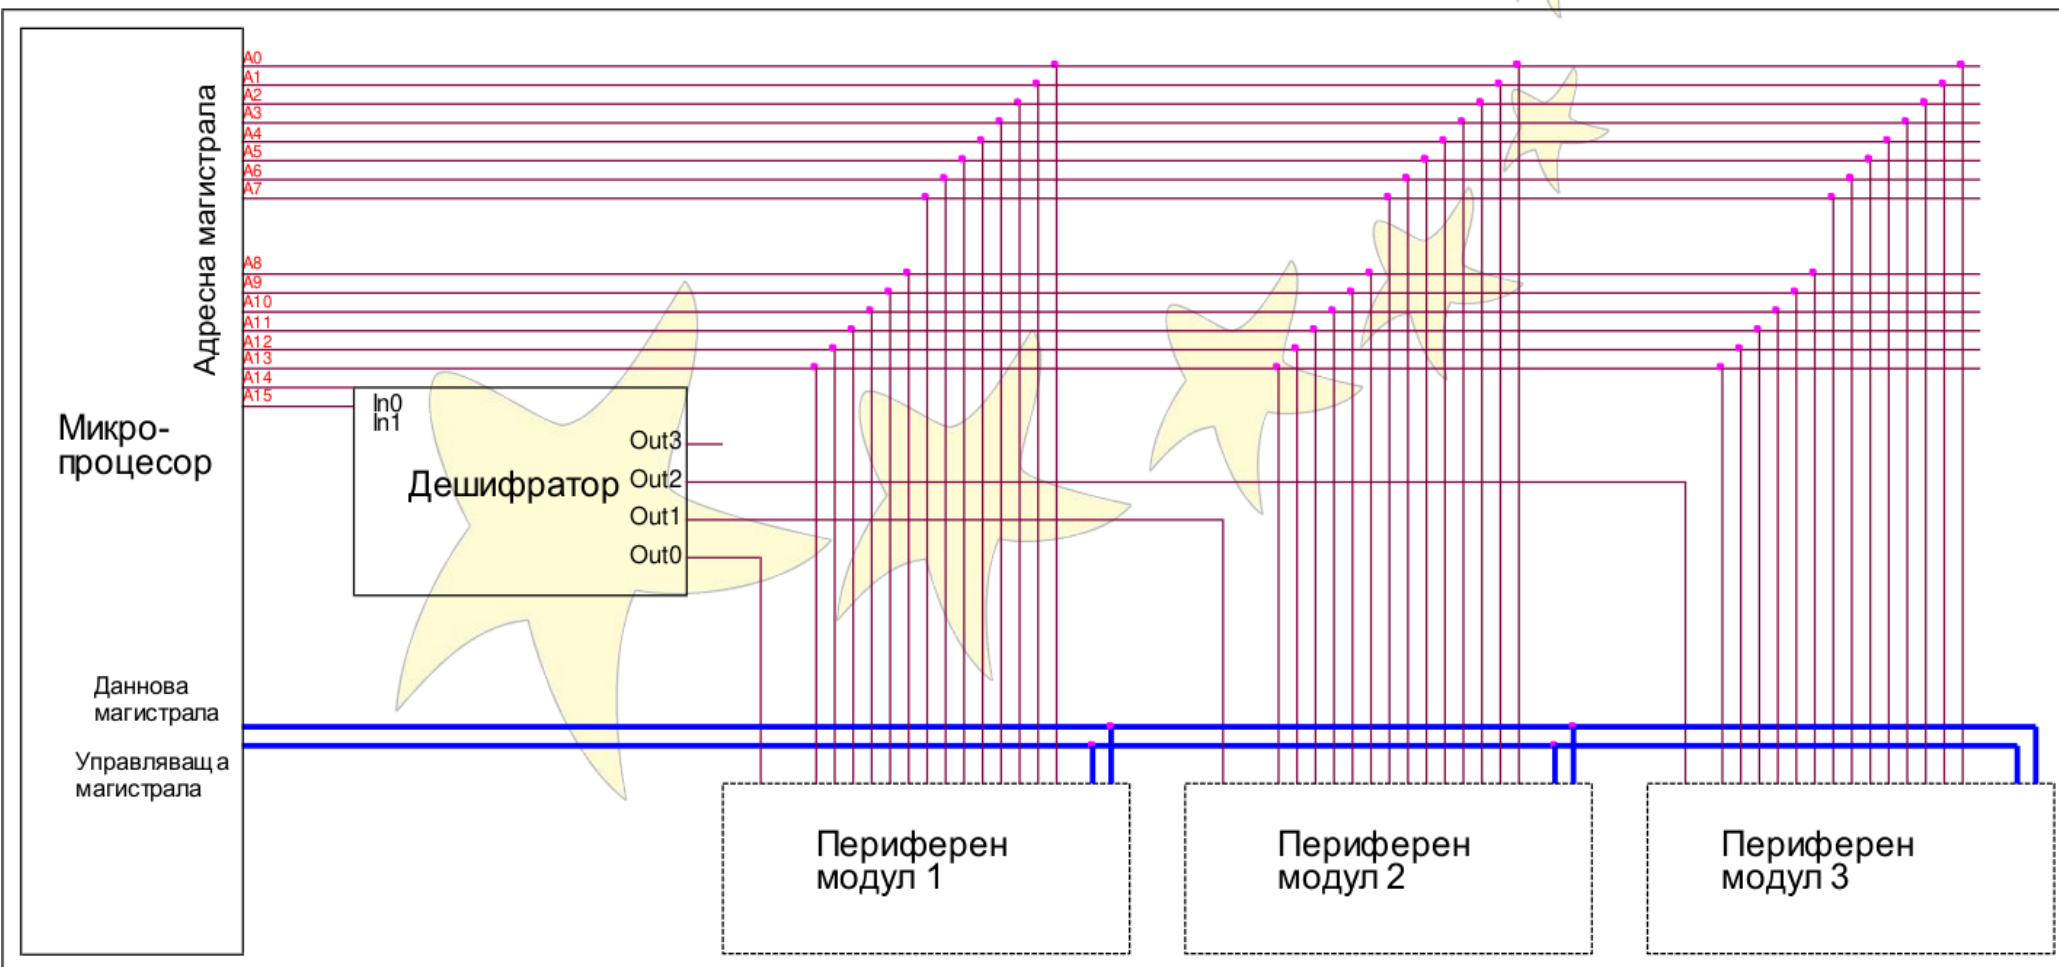 A0
A1
A2
A3
A4
A5
A6
A7
A8
A9
A10
A11
A12
A13
A14
A15
Адресна магистрала
Микро-
процесор
In0
In1
Out3
Out2
Дешифратор
Out1
Out0
Даннова
магистрала
Управляваща
магистрала
Периферен
модул 1
Периферен
модул 2
Периферен
модул 3